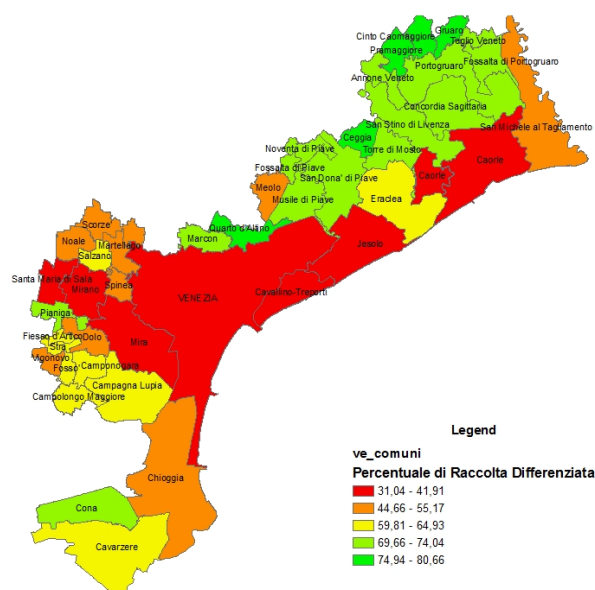 Gruaro
Cinto Caomaggiore
Teglio Veneto
Pramaggiore
Fossalta di Portogruaro
Portogruaro
Annone Veneto
Concordia Sagittaria
San Stino di Livenza
San Michele al Tagliamento
Ceggia
Novanta di Piave
Torre di Mosto
Caorle
Fossalta di Piave
Caorle
San Dona' di Piave
Meolo
Eraclea
Musile di Piave
Scorze'
Quarto d'Altino
Marcon
Noale
Martellago
Jesolo
Salzano
Santa Maria di Sala
Spinea
Mirano
VENEZIA
Cavallino-Treporti
Pianiga
Mira
Fiesso d'Artico
Dolo
Stra
Vigonovo
Fosso'
Camponogara
Campagna Lupia
Campolongo Maggiore
Legend
ve_comuni
Percentuale di Raccolta Differenziata
Chioggia
31,04 - 41,91
44,66 - 55,17
Cona
59,81 - 64,93
69,66 - 74,04
Cavarzere
74,94 - 80,66